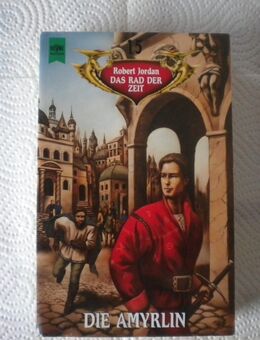 15
Robert Jordan
DAS RAD DER
ZEIT
DIE AMYRLIN